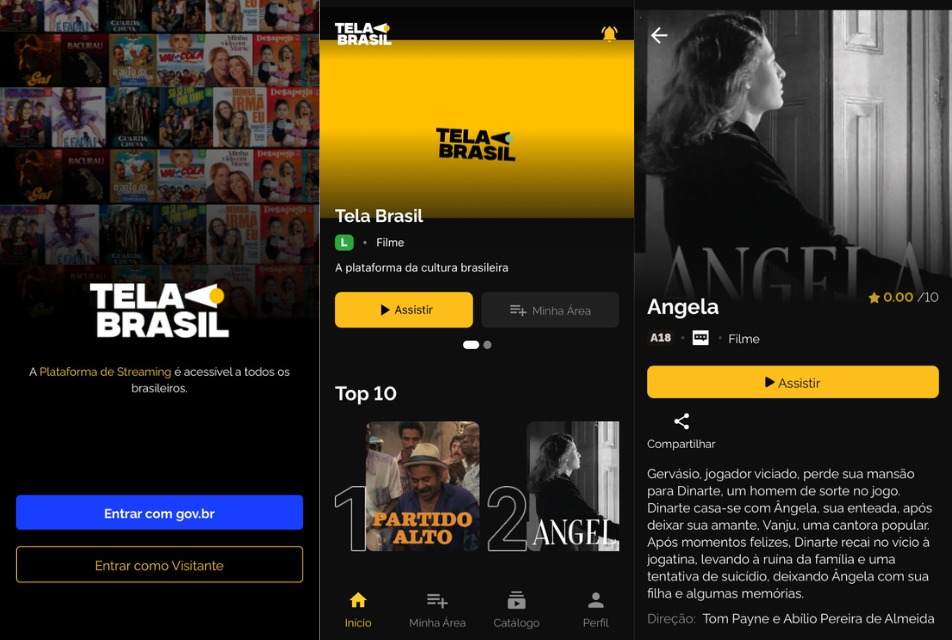 BACURAU
TELA
BRASIL
A Plataforma de Streaming é acessível a todos os
brasileiros.
Entrar com gov.br
Entrar como Visitante
TELA
BRASIL
TELA
BRASIL
Tela Brasil
L • Filme
A plataforma da cultura brasileira
Assistir
Minha Área
Top 10
1
PARTIDO
ALTO
2
ANGEL
Início
Minha Área
Catálogo
Perfil
ANGELA
Angela
0.00 /10
A18 • • Filme
Assistir
Compartilhar
Gervásio, jogador viciado, perde sua mansão
para Dinarte, um homem de sorte no jogo.
Dinarte casa-se com Ângela, sua enteada, após
deixar sua amante, Vanju, uma cantora popular.
Após momentos felizes, Dinarte recai no vício à
jogatina, levando à ruína da família e uma
tentativa de suicídio, deixando Ângela com sua
filha e algumas memórias.
Direção: Tom Payne e Abílio Pereira de Almeida